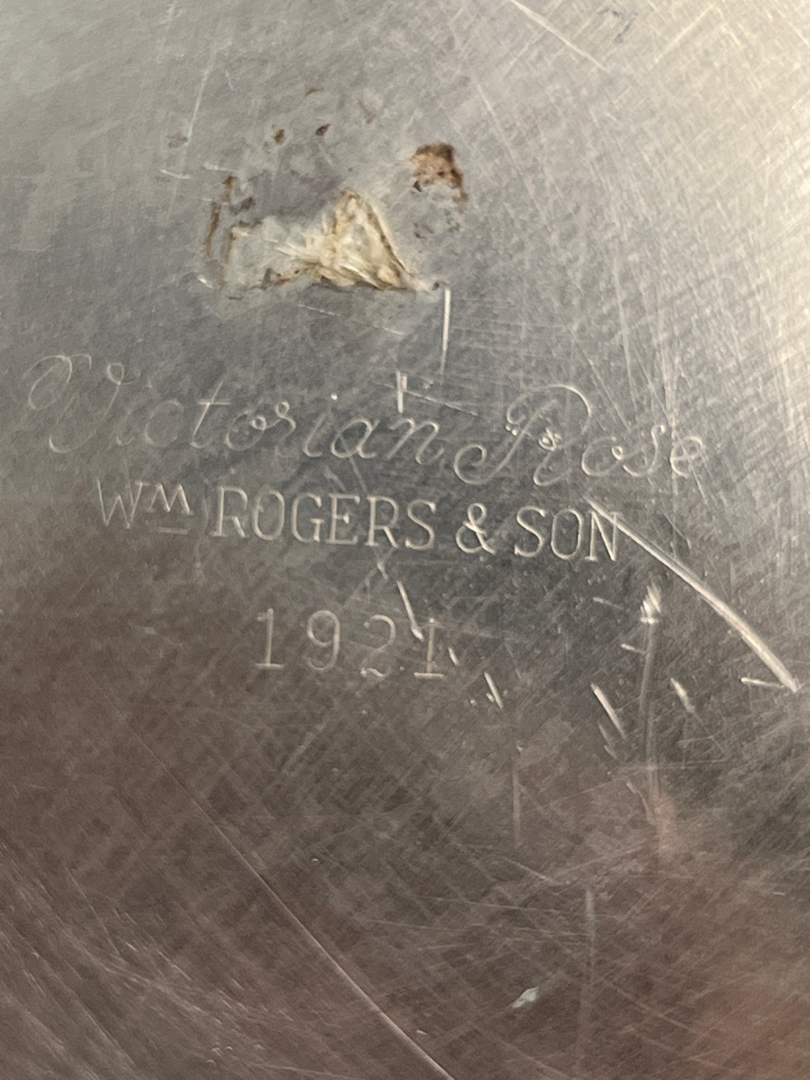 Victorian Rose
WM ROGERS & SON
1921